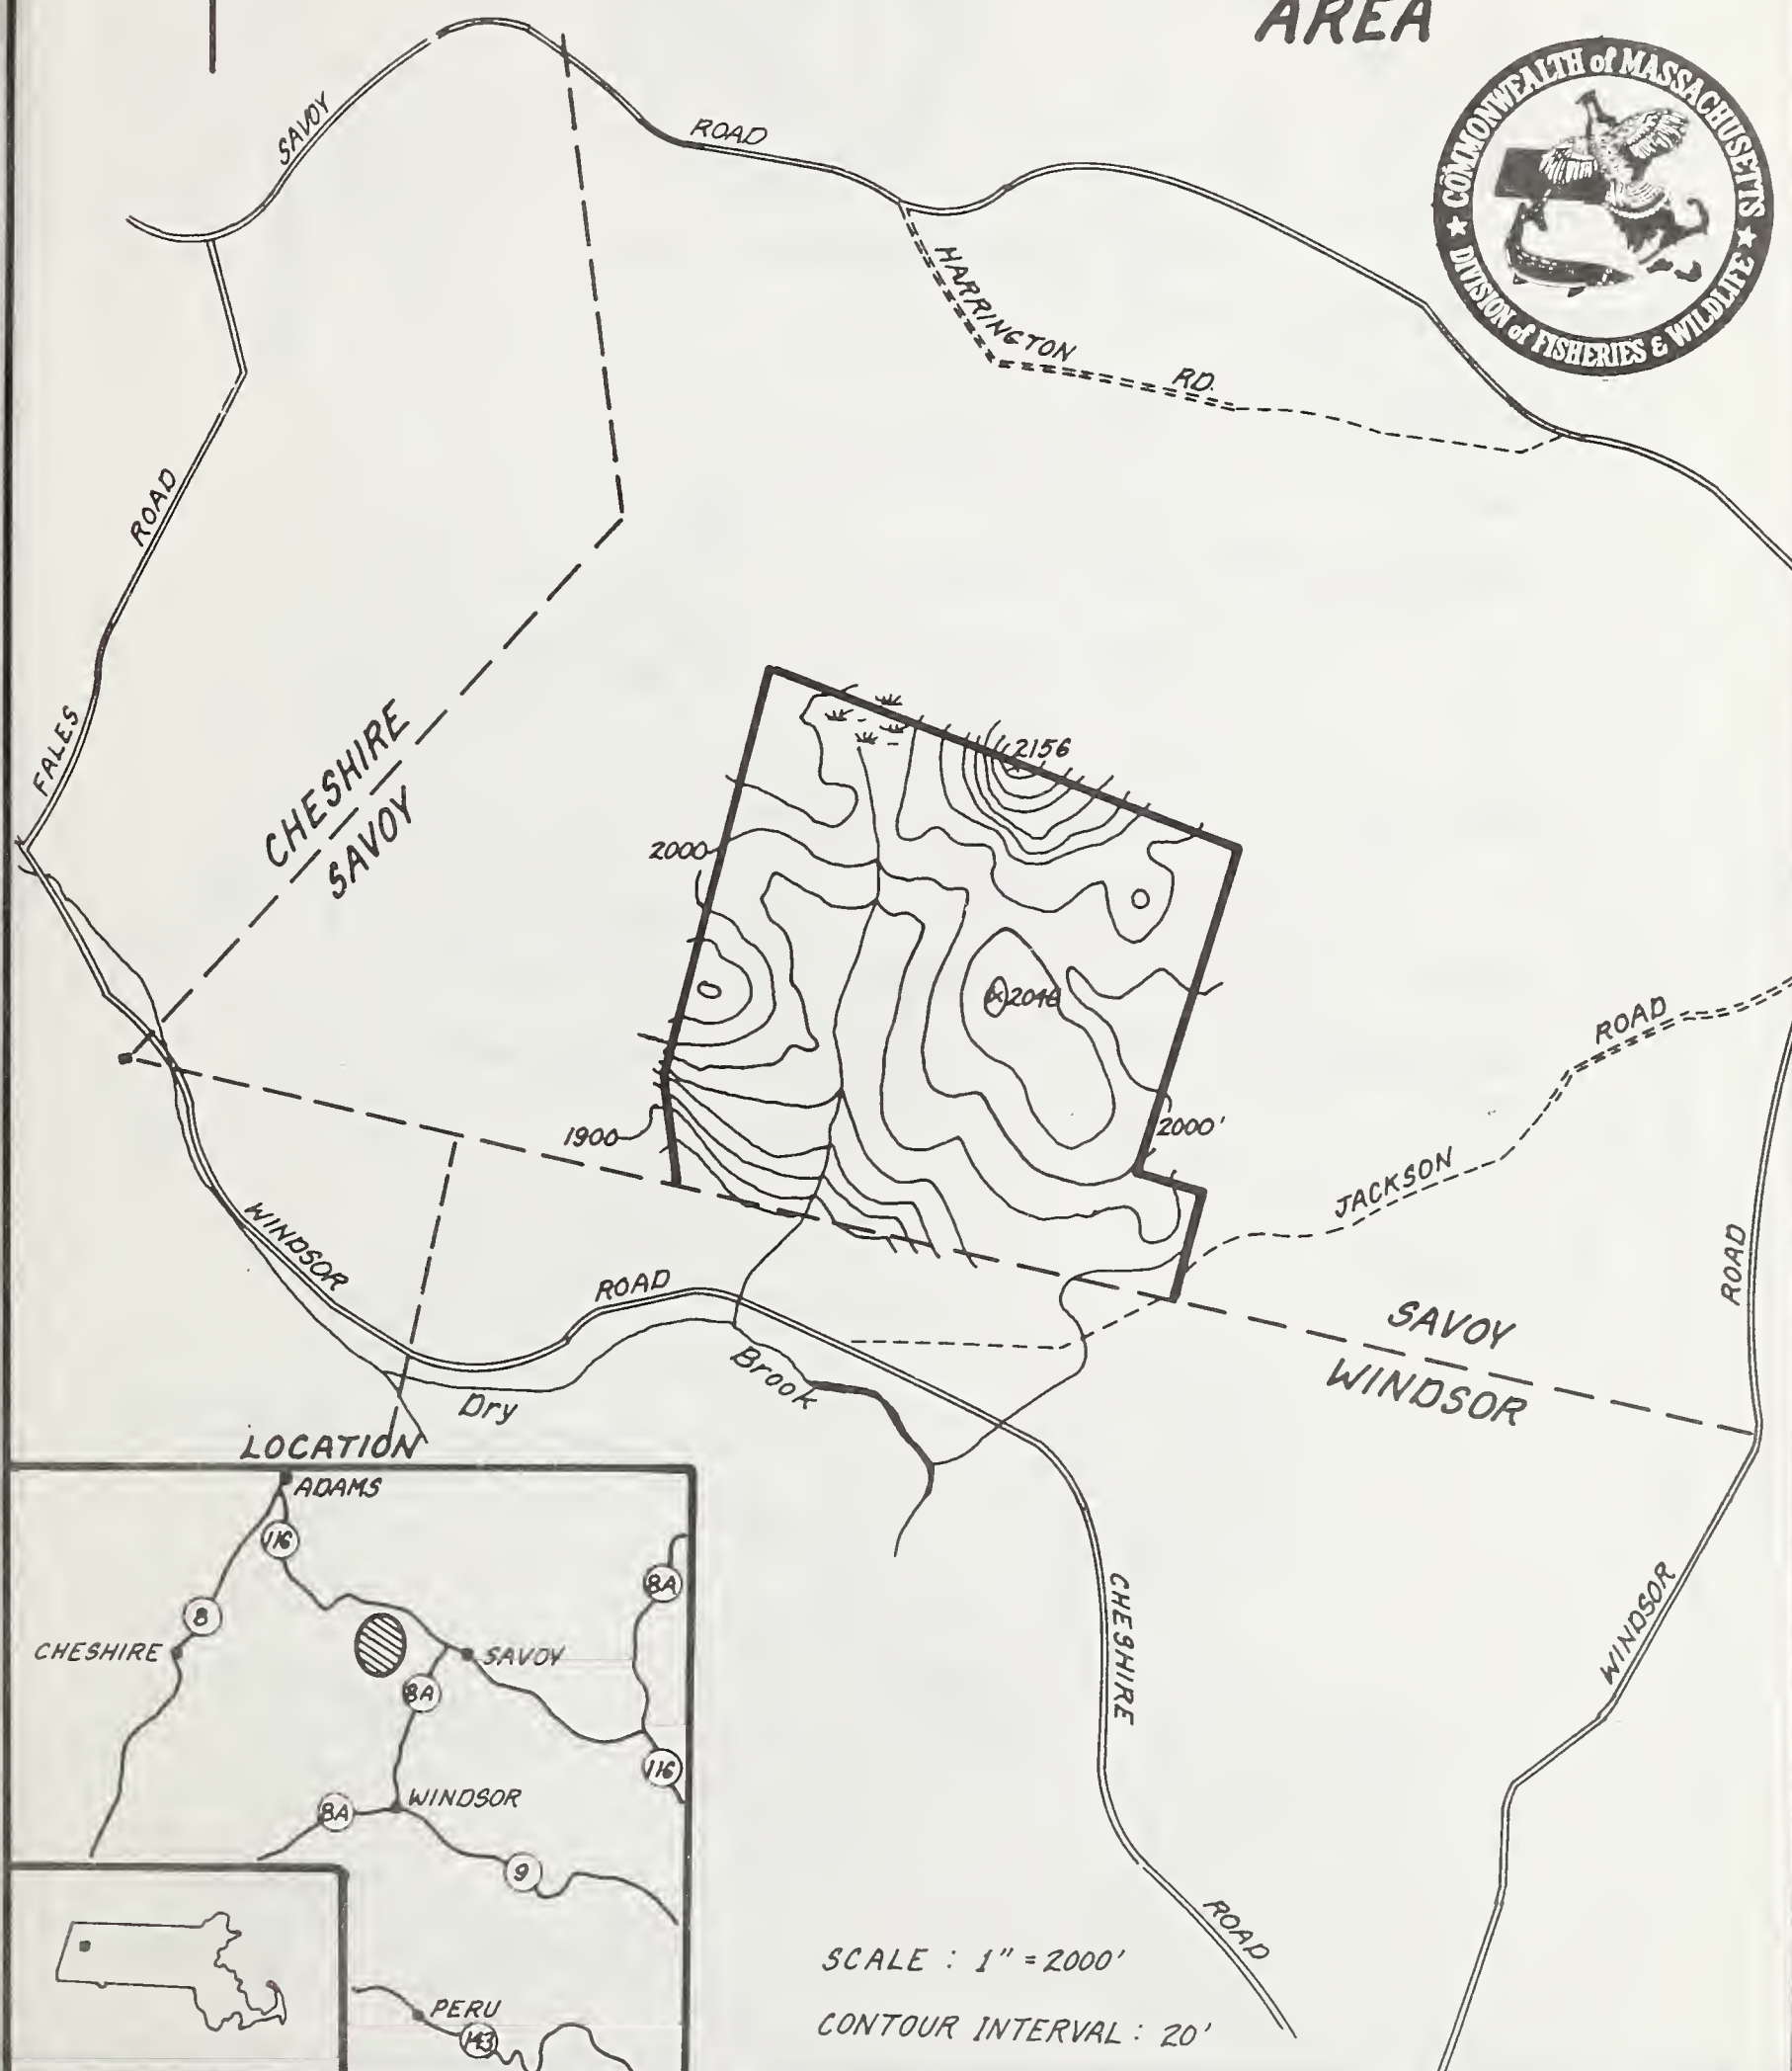 AREA
COMMONWEALTH of MASSACHUSETTS
★ DIVISION of FISHERIES & WILDLIFE ★
SAVOY
ROAD
HARRINGTON
RD.
ROAD
FALES
CHESHIRE
SAVOY
2156
2000
2046
1900
2000'
ROAD
JACKSON
ROAD
WINDSOR
ROAD
SAVOY
WINDSOR
Brook
Dry
CHESHIRE
ROAD
WINDSOR
LOCATION
ADAMS
116
8A
8
CHESHIRE
SAVOY
8A
116
WINDSOR
8A
9
PERU
143
SCALE : 1" = 2000'
CONTOUR INTERVAL : 20'